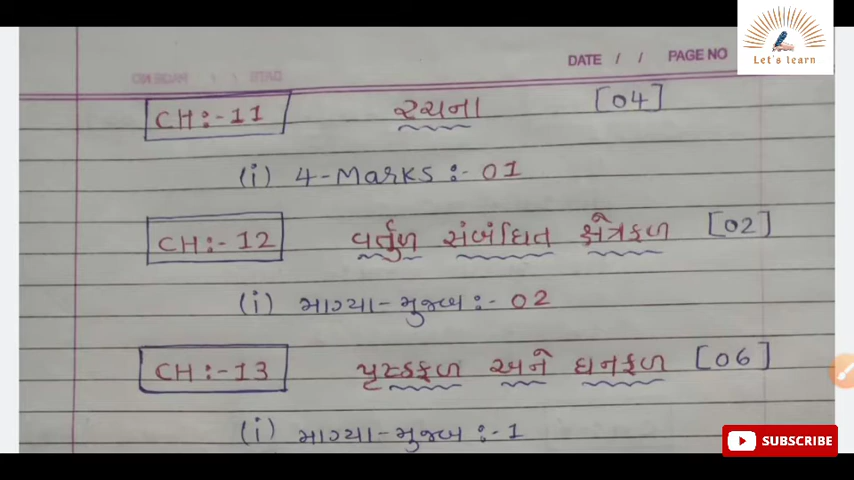 Let's learn
DATE / / PAGE NO
CH:-11 રચના [04]
(i) 4-Marks :- 01
CH:-12 વર્તુળ સંબંધિત ક્ષેત્રફળ [02]
(i) માગ્યા-મુજબ :- 02
CH:-13 પૃષ્ઠફળ અને ઘનફળ [06]
(i) માગ્યા-મુજબ :- 1
SUBSCRIBE